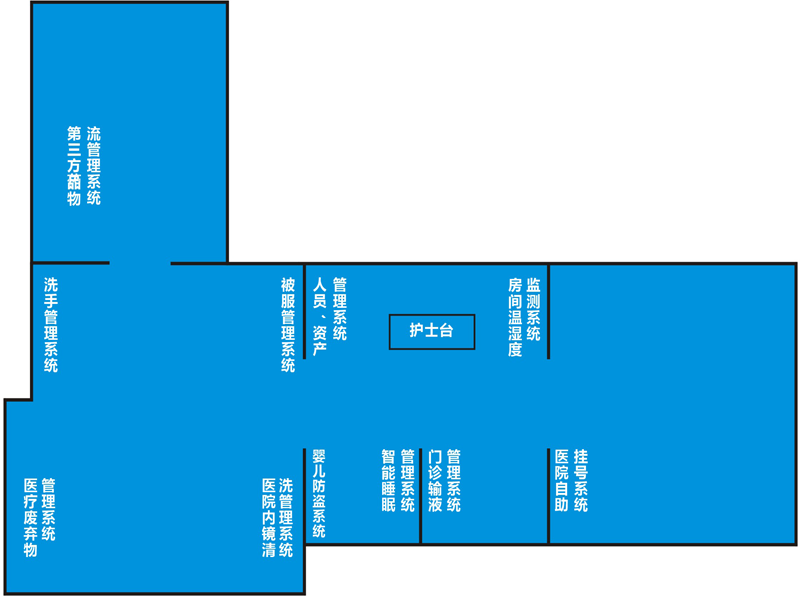 第三方物
流管理系统
洗手管理系统
被服管理系统
人员、资产
管理系统
护士台
房间温湿度
监测系统
医疗废弃物
管理系统
医院内镜清
洗管理系统
婴儿防盗系统
智能睡眠
管理系统
门诊输液
管理系统
医院自助
挂号系统